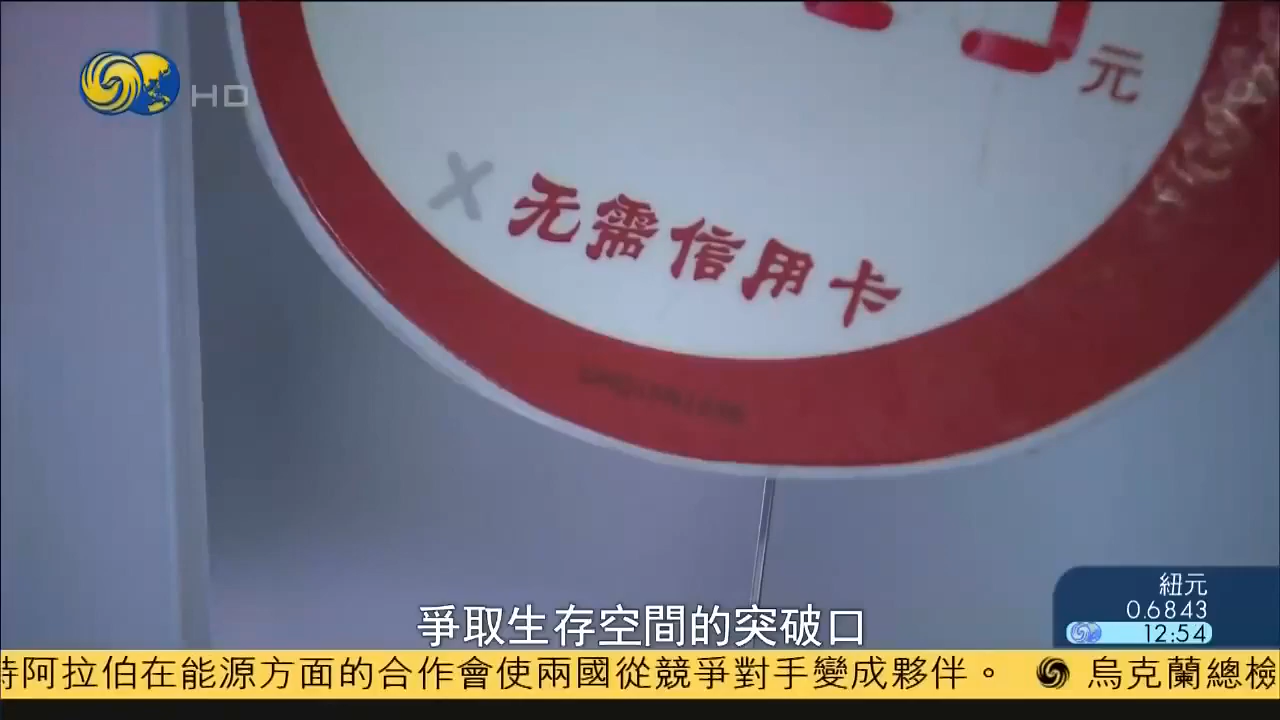 HD
元
X 无需信用卡
爭取生存空間的突破口
紐元
0.6843
12:54
阿拉伯在能源方面的合作會使兩國從競爭對手變成夥伴。 烏克蘭總檢